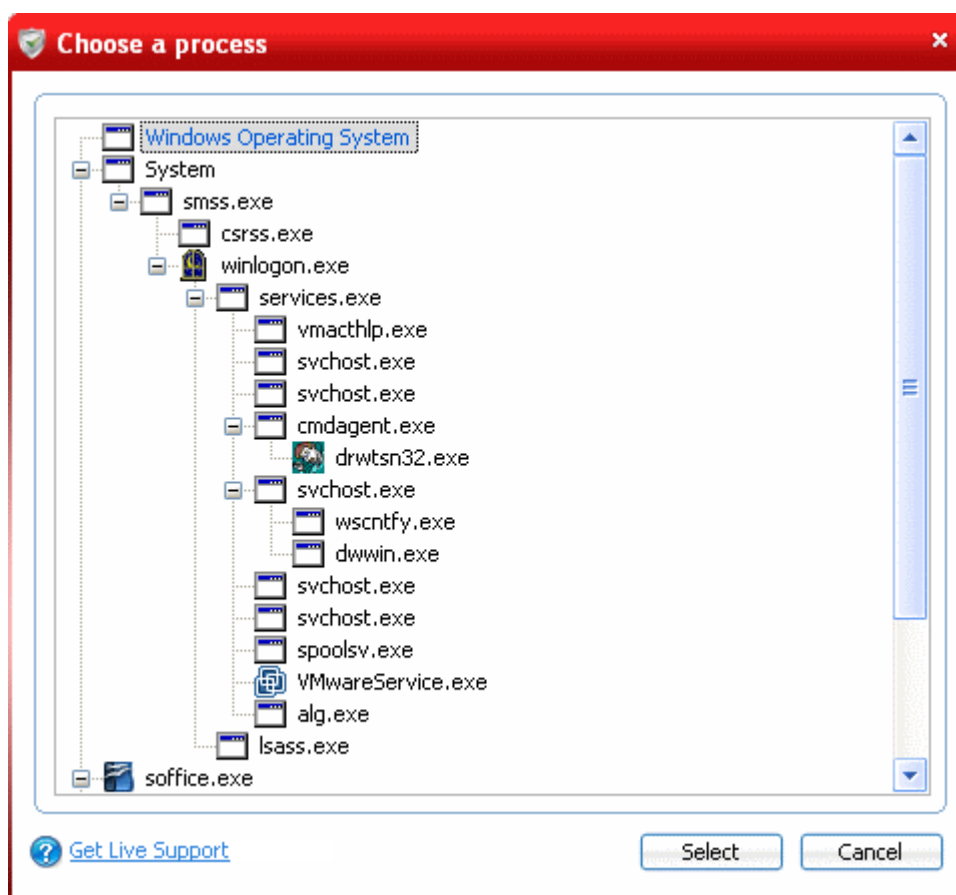 Choose a process
Windows Operating System
System
smss.exe
csrss.exe
winlogon.exe
services.exe
vmacthlp.exe
svchost.exe
svchost.exe
cmdagent.exe
drwtsn32.exe
svchost.exe
wscntfy.exe
dwwin.exe
svchost.exe
svchost.exe
spoolsv.exe
VMwareService.exe
alg.exe
lsass.exe
soffice.exe
Get Live Support
Select
Cancel